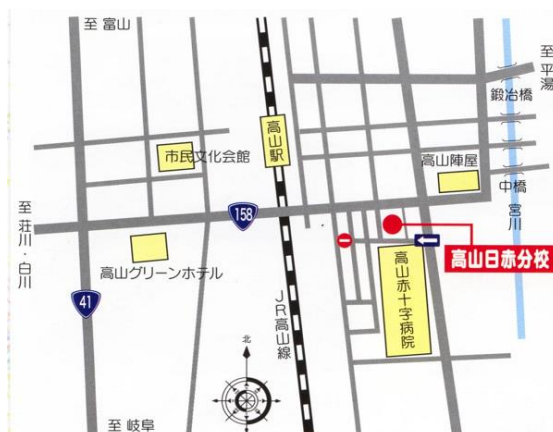 至 富山
至 平湯
鍛冶橋
市民文化会館
高山駅
高山陣屋
中橋
宮川
158
至 荘川・白川
高山グリーンホテル
高山日赤分校
高山赤十字病院
41
JR高山線
北
至 岐阜